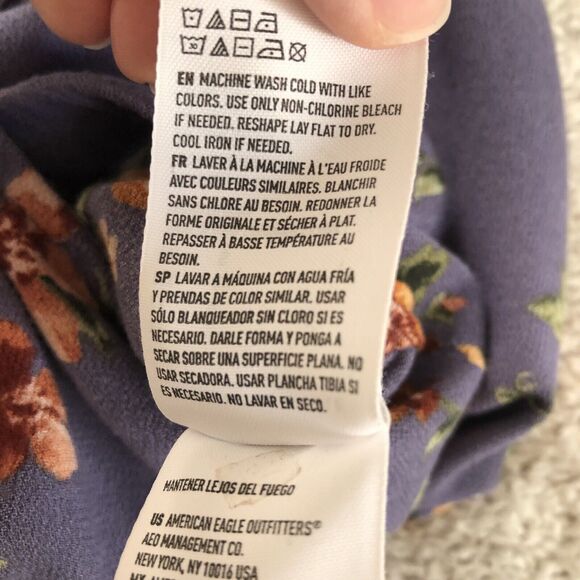 EN MACHINE WASH COLD WITH LIKE
COLORS. USE ONLY NON-CHLORINE BLEACH
IF NEEDED. RESHAPE LAY FLAT TO DRY.
COOL IRON IF NEEDED.
FR LAVER À LA MACHINE À L'EAU FROIDE
AVEC COULEURS SIMILAIRES. BLANCHIR
SANS CHLORE AU BESOIN. REDONNER LA
FORME ORIGINALE ET SÉCHER À PLAT.
REPASSER À BASSE TEMPÉRATURE AU
BESOIN.
SP LAVAR A MÁQUINA CON AGUA FRÍA
Y PRENDAS DE COLOR SIMILAR. USAR
SÓLO BLANQUEADOR SIN CLORO SI ES
NECESARIO. DARLE FORMA Y PONGA A
SECAR SOBRE UNA SUPERFICIE PLANA. NO
USAR SECADORA. USAR PLANCHA TIBIA SI
ES NECESARIO. NO LAVAR EN SECO.
MANTENER LEJOS DEL FUEGO
US AMERICAN EAGLE OUTFITTERS®
AEO MANAGEMENT CO.
NEW YORK, NY 10016 USA